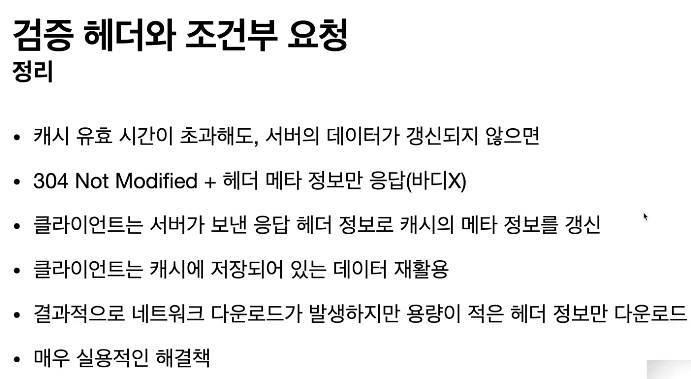 검증 헤더와 조건부 요청
정리
• 캐시 유효 시간이 초과해도, 서버의 데이터가 갱신되지 않으면
• 304 Not Modified + 헤더 메타 정보만 응답(바디X)
• 클라이언트는 서버가 보낸 응답 헤더 정보로 캐시의 메타 정보를 갱신
• 클라이언트는 캐시에 저장되어 있는 데이터 재활용
• 결과적으로 네트워크 다운로드가 발생하지만 용량이 적은 헤더 정보만 다운로드
• 매우 실용적인 해결책